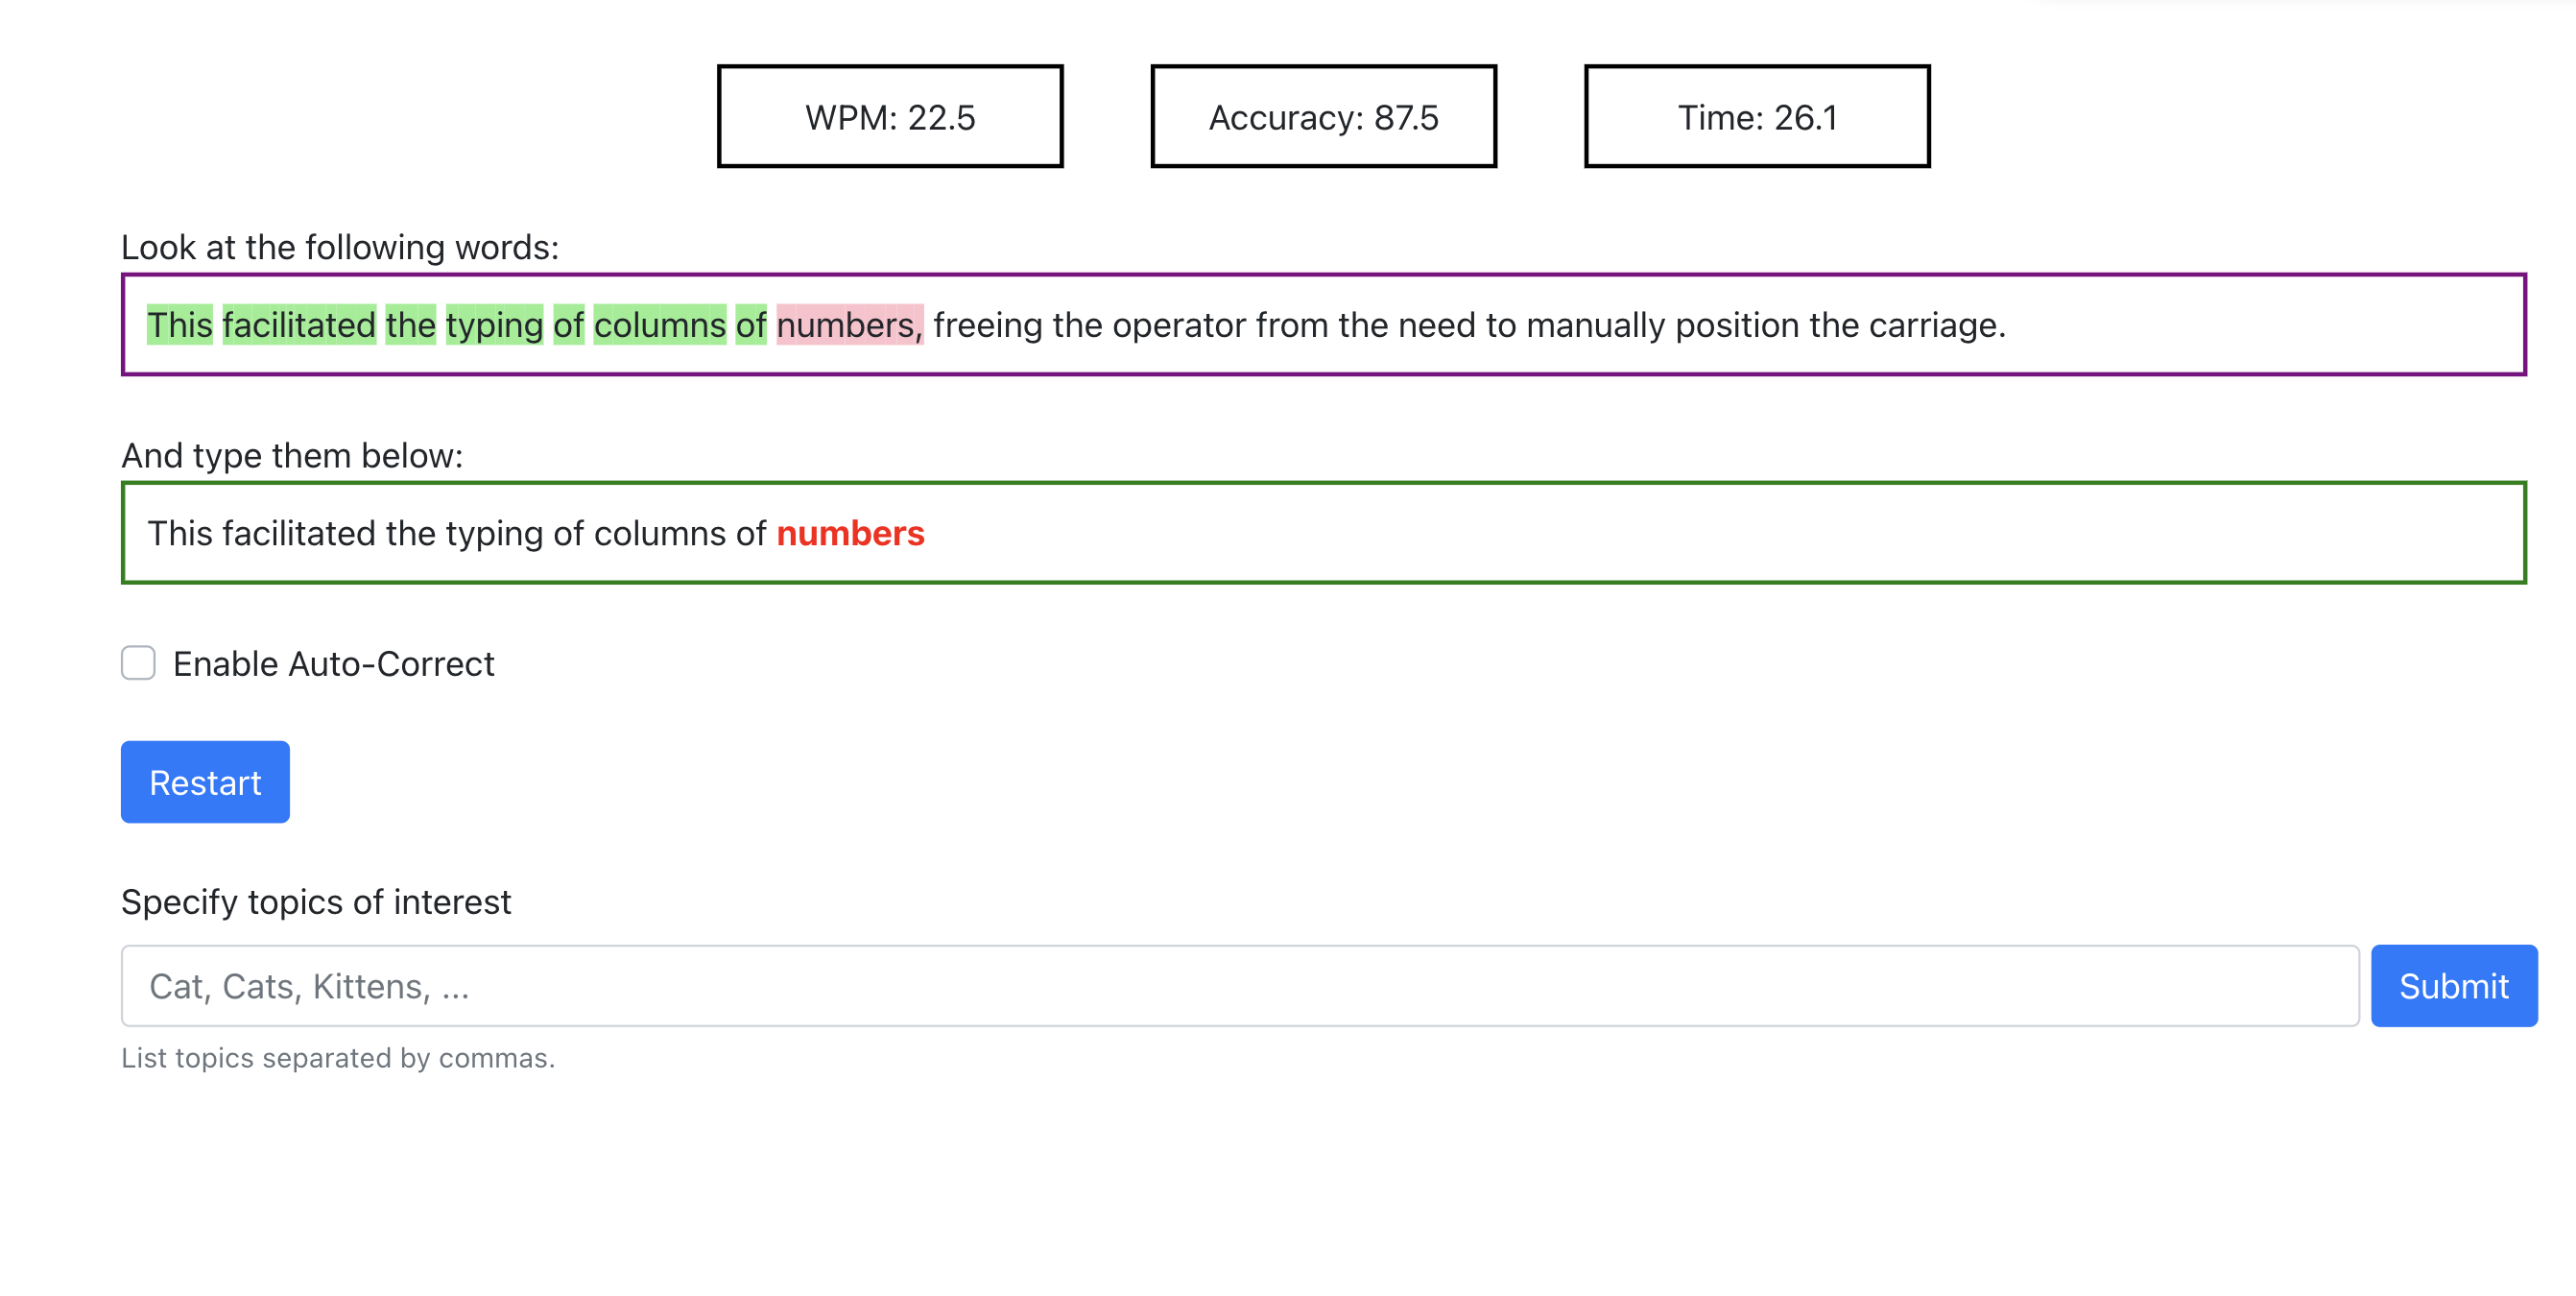 WPM: 22.5
Accuracy: 87.5
Time: 26.1
Look at the following words:
This facilitated the typing of columns of numbers, freeing the operator from the need to manually position the carriage.
And type them below:
This facilitated the typing of columns of numbers
Enable Auto-Correct
Restart
Specify topics of interest
Cat, Cats, Kittens, ...
Submit
List topics separated by commas.